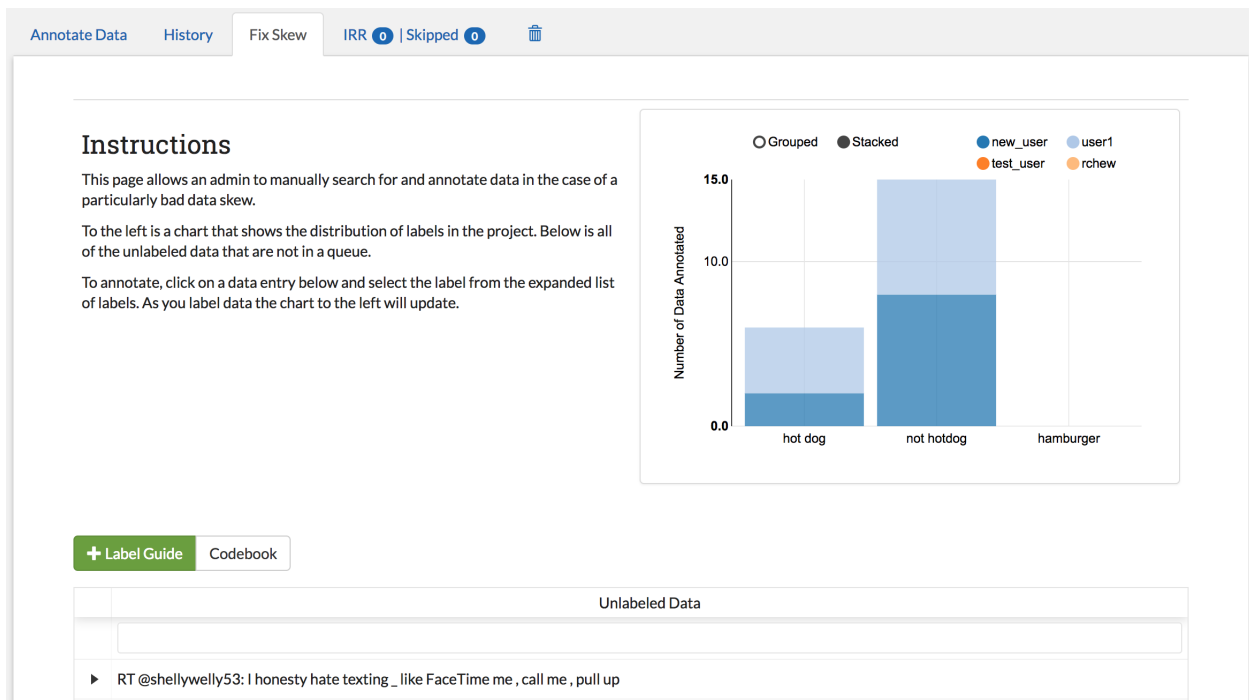 Annotate Data History Fix Skew IRR 0 | Skipped 0
Instructions
This page allows an admin to manually search for and annotate data in the case of a
particularly bad data skew.
To the left is a chart that shows the distribution of labels in the project. Below is all
of the unlabeled data that are not in a queue.
To annotate, click on a data entry below and select the label from the expanded list
of labels. As you label data the chart to the left will update.
Grouped Stacked new_user user1
test_user rchew
15.0
10.0
0.0
Number of Data Annotated
hot dog not hotdog hamburger
Label Guide Codebook
Unlabeled Data
RT @shellywelly53: I honesty hate texting _ like FaceTime me , call me , pull up